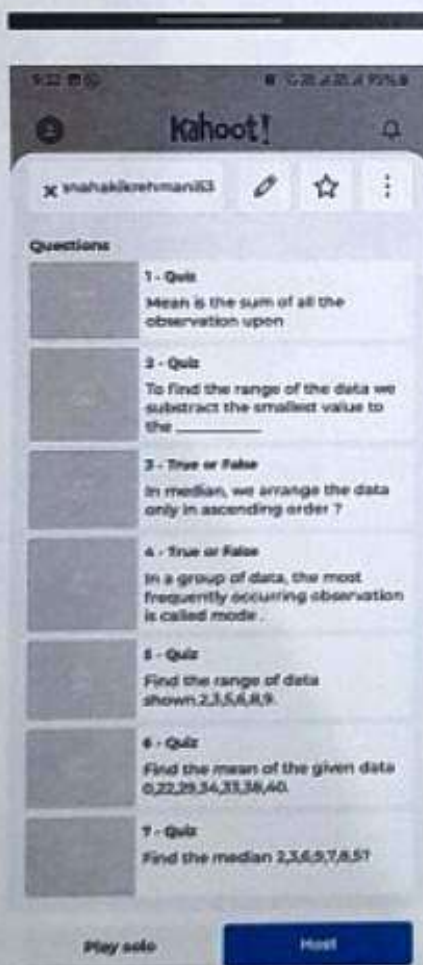 9:22
95%
Kahoot!
Questions
1 - Quiz
Mean is the sum of all the
observation upon
2 - Quiz
To find the range of the data we
substract the smallest value to
the ________
3 - True or False
In median, we arrange the data
only in ascending order ?
4 - True or False
In a group of data, the most
frequently occurring observation
is called mode .
5 - Quiz
Find the range of data
shown 2,3,5,6,8,9.
6 - Quiz
Find the mean of the given data
0,22,29,34,33,38,40.
7 - Quiz
Find the median 2,3,6,9,7,8,5?
Play solo
Host